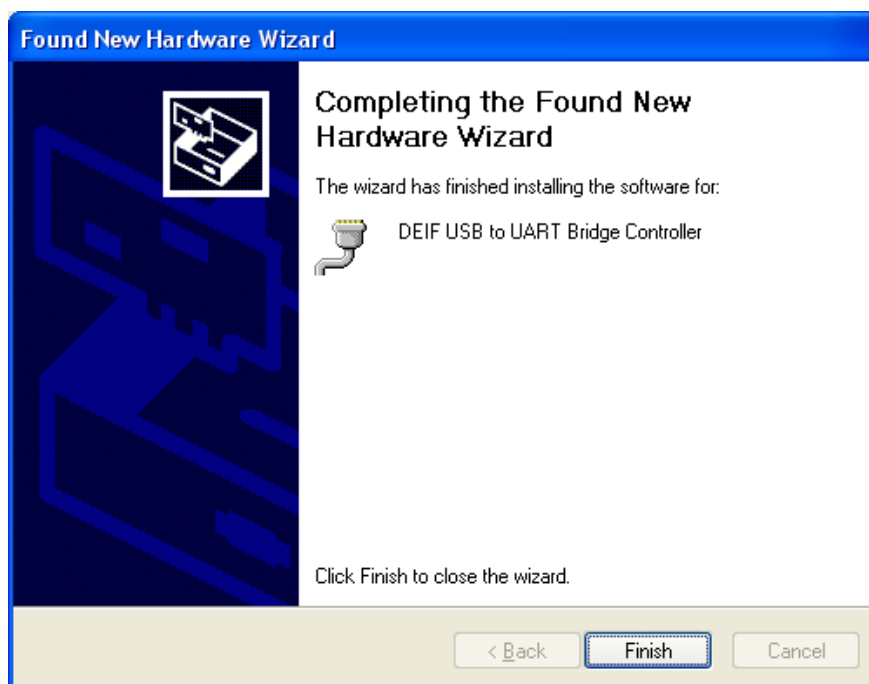 Found New Hardware Wizard
Completing the Found New
Hardware Wizard
The wizard has finished installing the software for:
DEIF USB to UART Bridge Controller
Click Finish to close the wizard.
< Back
Finish
Cancel